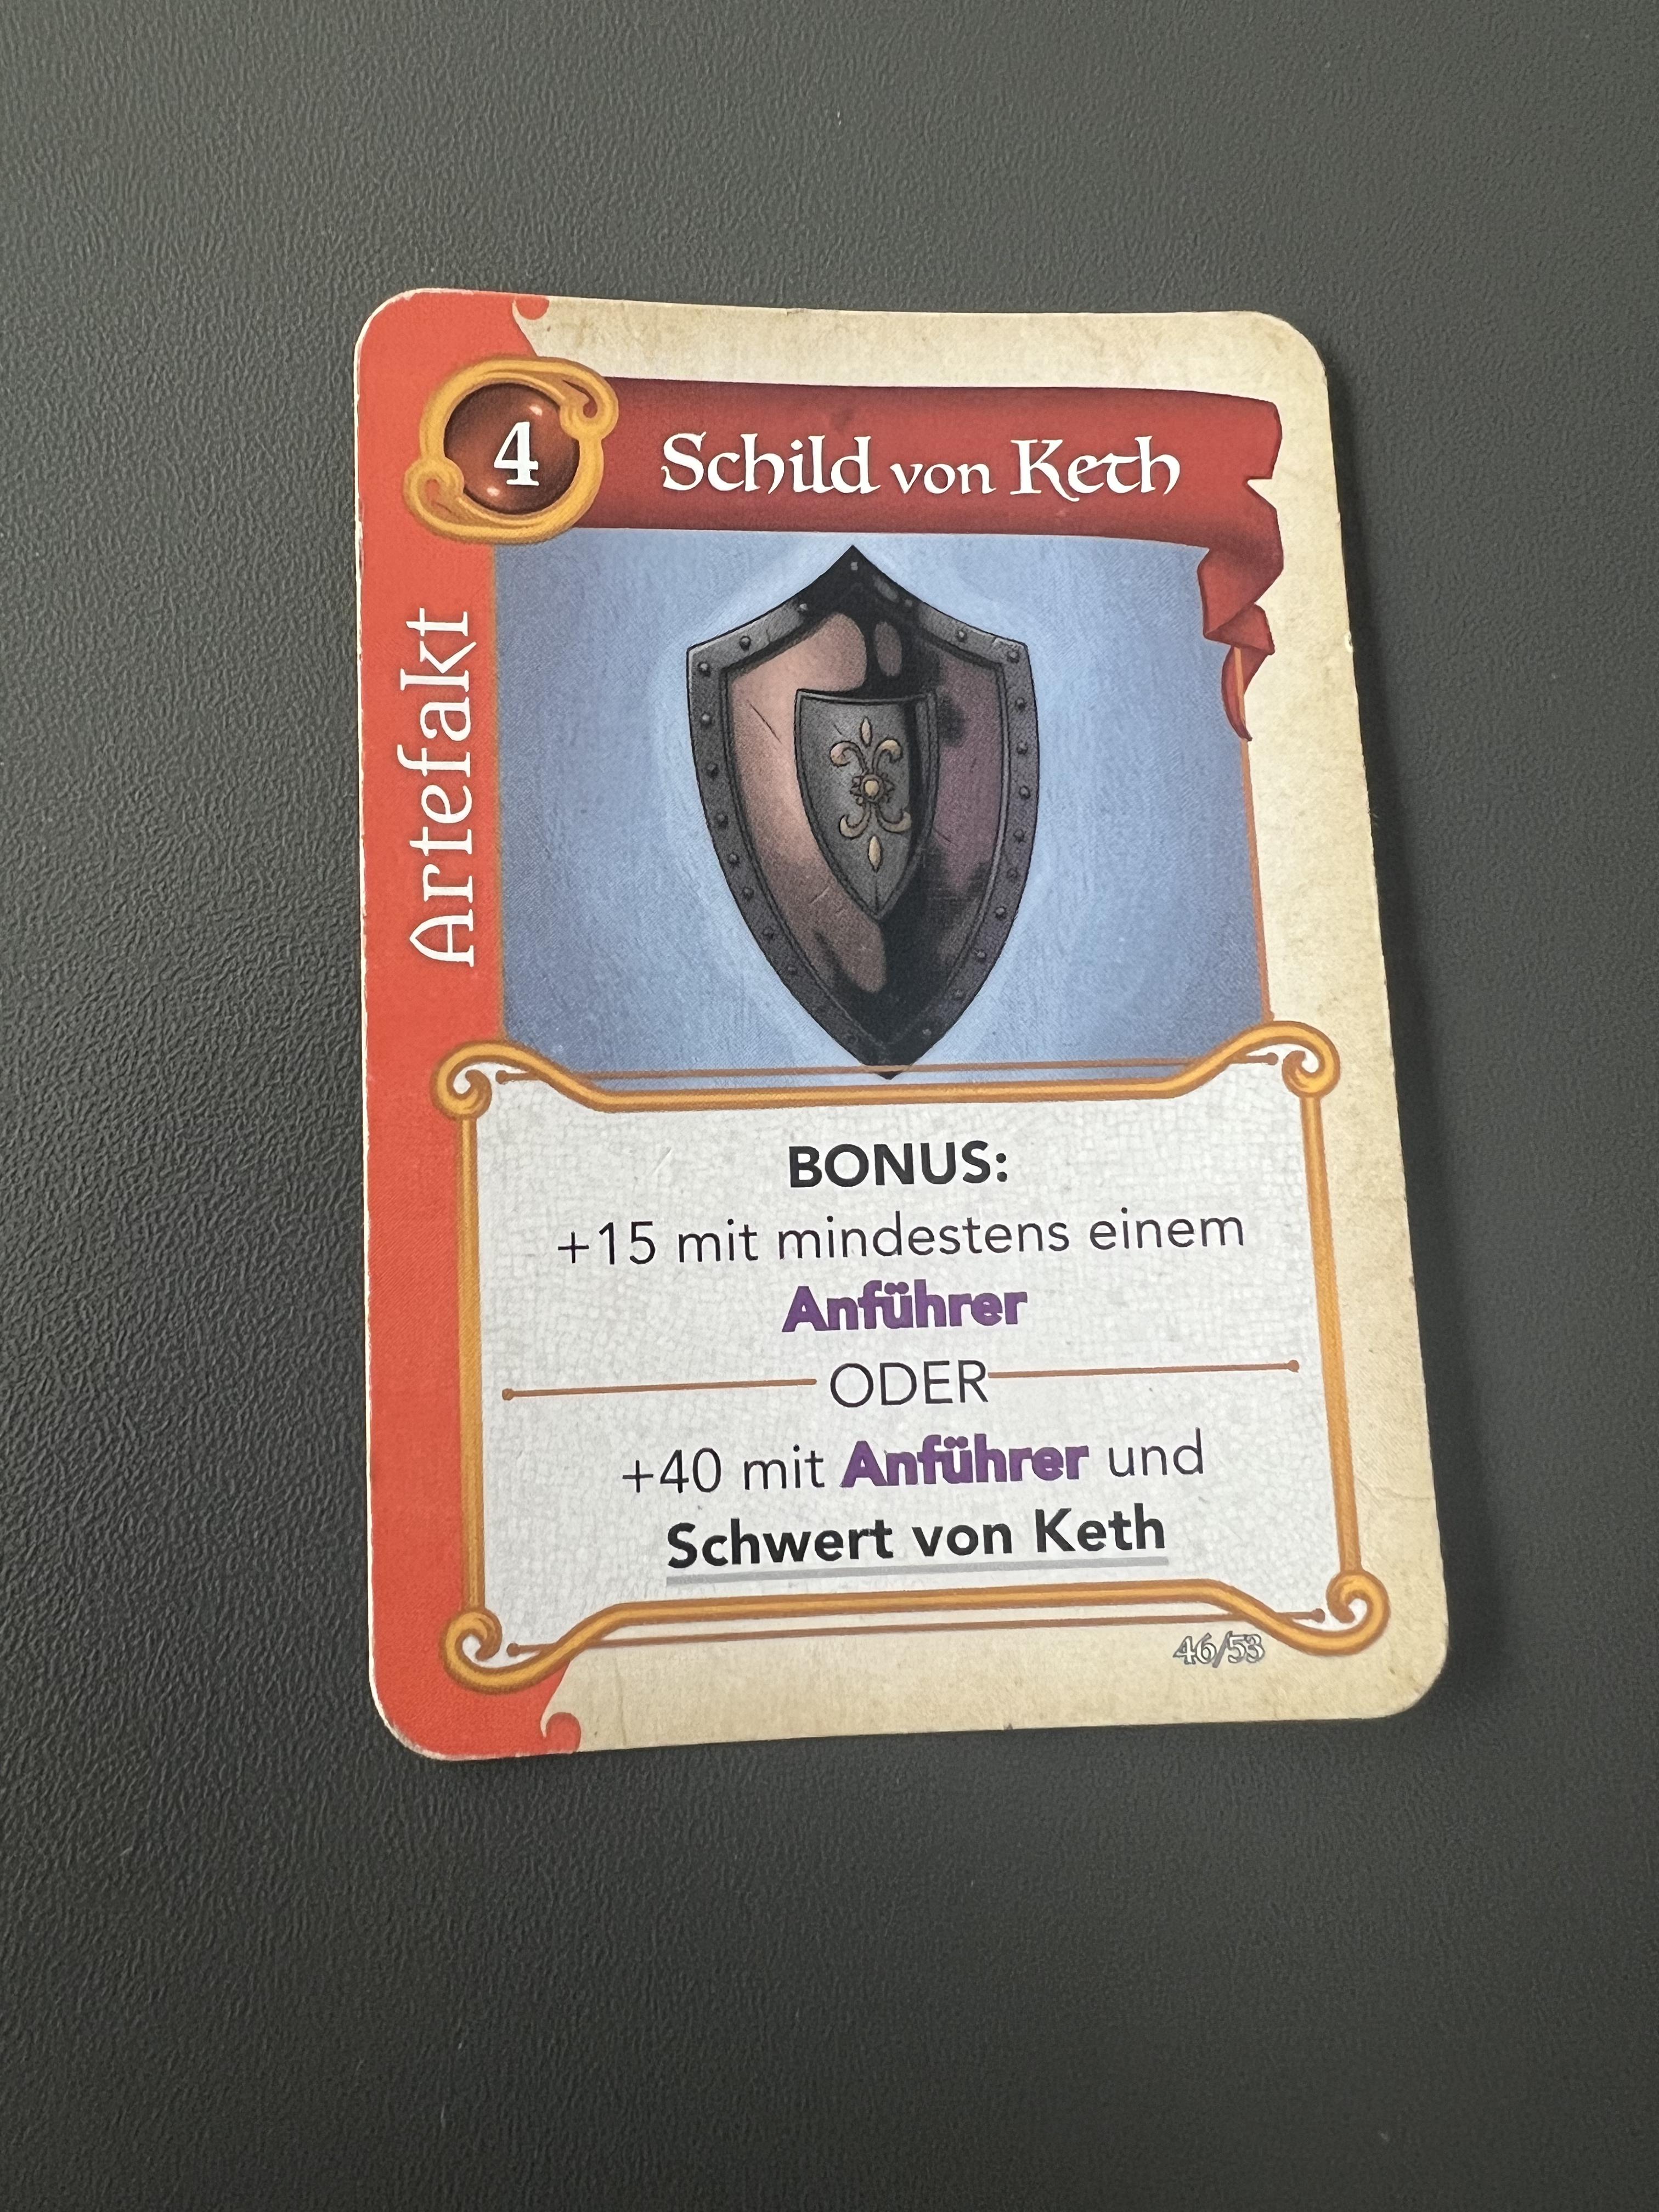 4
Schild von Keth
Artefakt
BONUS:
+15 mit mindestens einem
Anführer
ODER
+40 mit Anführer und
Schwert von Keth
46/53